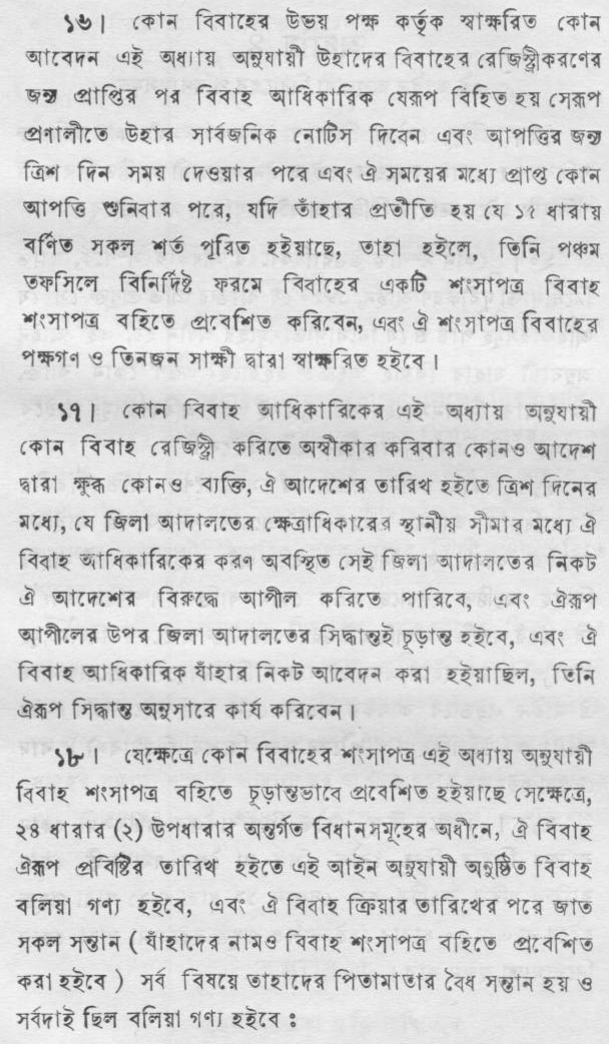 ১৬। কোন বিবাহের উভয় পক্ষ কর্তৃক স্বাক্ষরিত কোন
আবেদন এই অধ্যায় অনুযায়ী উহাদের বিবাহের রেজিস্ট্রীকরণের
জন্য প্রাপ্তির পর বিবাহ আধিকারিক যেরূপ বিহিত হয় সেরূপ
প্রণালীতে উহার সার্বজনিক নোটিস দিবেন এবং আপত্তির জন্য
ত্রিশ দিন সময় দেওয়ার পরে এবং ঐ সময়ের মধ্যে প্রাপ্ত কোন
আপত্তি শুনিবার পরে, যদি তাঁহার প্রতীতি হয় যে ১৫ ধারায়
বর্ণিত সকল শর্ত পূরিত হইয়াছে, তাহা হইলে, তিনি পঞ্চম
তফসিলে বিনির্দিষ্ট ফরমে বিবাহের একটি শংসাপত্র বিবাহ
শংসাপত্র বহিতে প্রবেশিত করিবেন, এবং ঐ শংসাপত্র বিবাহের
পক্ষগণ ও তিনজন সাক্ষী দ্বারা স্বাক্ষরিত হইবে।
১৭। কোন বিবাহ আধিকারিকের এই অধ্যায় অনুযায়ী
কোন বিবাহ রেজিস্ট্রী করিতে অস্বীকার করিবার কোনও আদেশ
দ্বারা ক্ষুব্ধ কোনও ব্যক্তি, ঐ আদেশের তারিখ হইতে ত্রিশ দিনের
মধ্যে, যে জিলা আদালতের ক্ষেত্রাধিকারের স্থানীয় সীমার মধ্যে ঐ
বিবাহ আধিকারিকের করণ অবস্থিত সেই জিলা আদালতের নিকট
ঐ আদেশের বিরুদ্ধে আপীল করিতে পারিবে, এবং ঐরূপ
আপীলের উপর জিলা আদালতের সিদ্ধান্তই চূড়ান্ত হইবে, এবং ঐ
বিবাহ আধিকারিক যাঁহার নিকট আবেদন করা হইয়াছিল, তিনি
ঐরূপ সিদ্ধান্ত অনুসারে কার্য করিবেন।
১৮। যেক্ষেত্রে কোন বিবাহের শংসাপত্র এই অধ্যায় অনুযায়ী
বিবাহ শংসাপত্র বহিতে চূড়ান্তভাবে প্রবেশিত হইয়াছে সেক্ষেত্রে,
২৪ ধারার (২) উপধারার অন্তর্গত বিধানসমূহের অধীনে, ঐ বিবাহ
ঐরূপ প্রবিষ্টির তারিখ হইতে এই আইন অনুযায়ী অনুষ্ঠিত বিবাহ
বলিয়া গণ্য হইবে, এবং ঐ বিবাহ ক্রিয়ার তারিখের পরে জাত
সকল সন্তান ( যাঁহাদের নামও বিবাহ শংসাপত্র বহিতে প্রবেশিত
করা হইবে ) সর্ব বিষয়ে তাহাদের পিতামাতার বৈধ সন্তান হয় ও
সর্বদাই ছিল বলিয়া গণ্য হইবে :